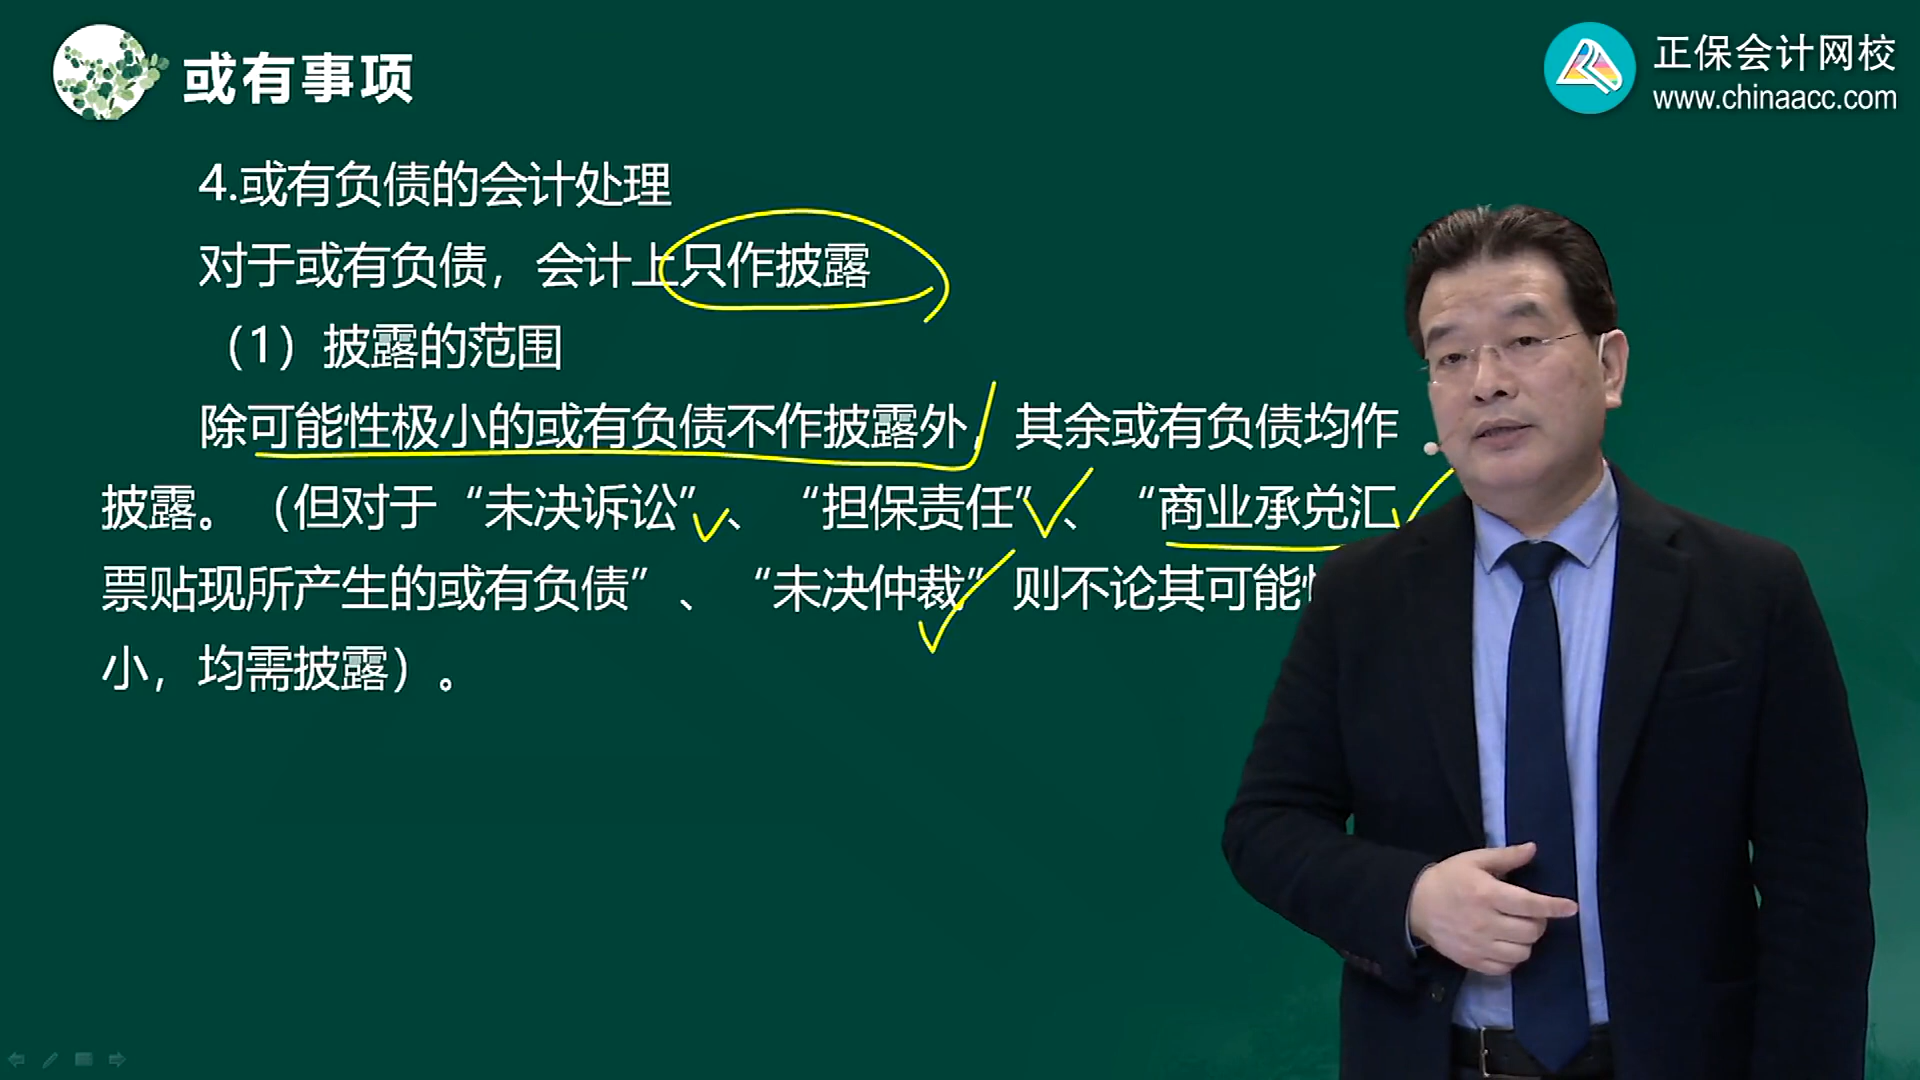 或有事项
正保会计网校
www.chinaacc.com
4.或有负债的会计处理
对于或有负债，会计上只作披露
（1）披露的范围
除可能性极小的或有负债不作披露外，其余或有负债均作
披露。（但对于“未决诉讼”、“担保责任”、“商业承兑汇
票贴现所产生的或有负债”、“未决仲裁”则不论其可能
小，均需披露）。